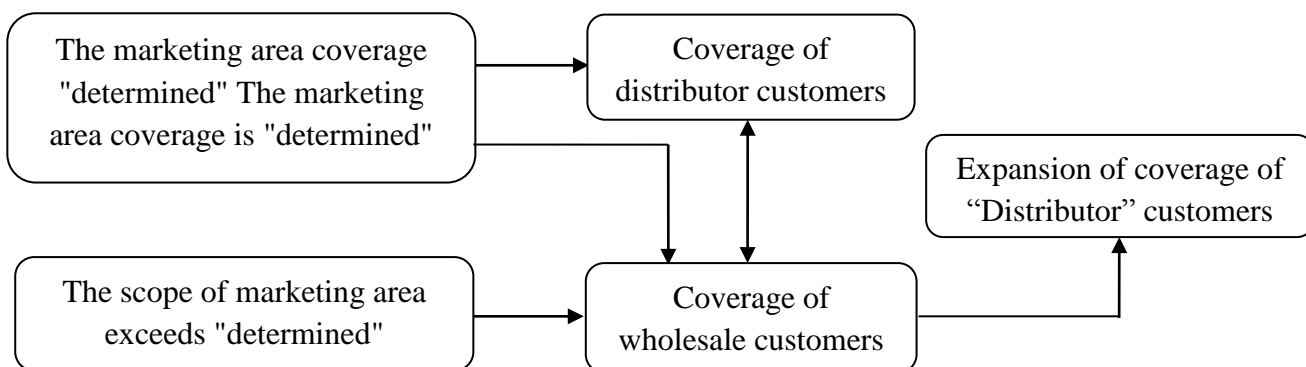 The marketing area coverage
"determined" The marketing
area coverage is "determined"
Coverage of
distributor customers
Expansion of coverage of
“Distributor” customers
The scope of marketing area
exceeds "determined"
Coverage of
wholesale customers